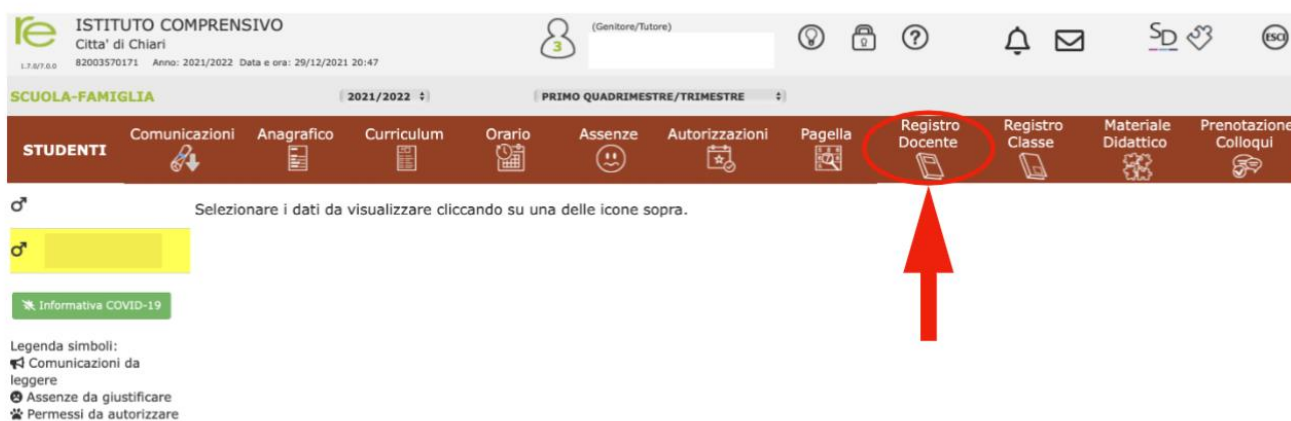 re ISTITUTO COMPRENSIVO
Citta' di Chiari
1.7.0/7.0.0 82003570171 Anno: 2021/2022 Data e ora: 29/12/2021 20:47
(Genitore/Tutore)
3
?
SD
ESCI
SCUOLA-FAMIGLIA 2021/2022 PRIMO QUADRIMESTRE/TRIMESTRE
STUDENTI
Comunicazioni
Anagrafico
Curriculum
Orario
Assenze
Autorizzazioni
Pagella
Registro
Docente
Registro
Classe
Materiale
Didattico
Prenotazione
Colloqui
Selezionare i dati da visualizzare cliccando su una delle icone sopra.
Informativa COVID-19
Legenda simboli:
Comunicazioni da
leggere
Assenze da giustificare
Permessi da autorizzare